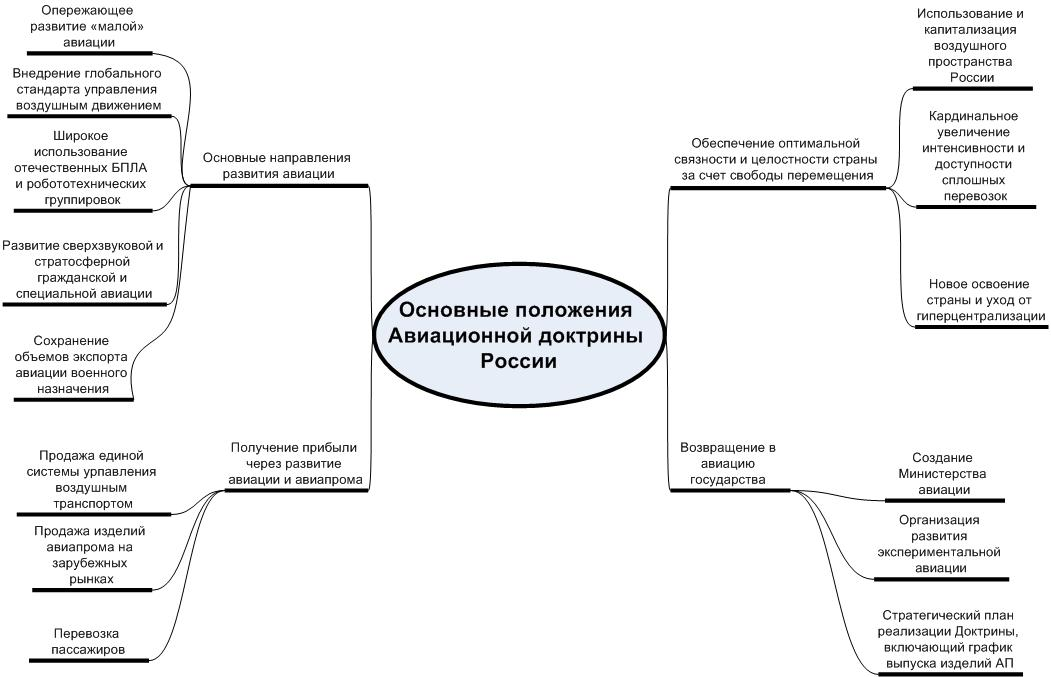 Опережающее
развитие «малой»
авиации
Внедрение глобального
стандарта управления
воздушным движением
Широкое
использование
отечественных БПЛА
и робототехнических
группировок
Развитие сверхзвуковой и
стратосферной
гражданской и
специальной авиации
Сохранение
объемов экспорта
авиации военного
назначения
Основные направления
развития авиации
Продажа единой
системы урпавления
воздушным
транспортом
Продажа изделий
авиапрома на
зарубежных
рынках
Перевозка
пассажиров
Получение прибыли
через развитие
авиации и авиапрома
Основные положения
Авиационной доктрины
России
Обеспечение оптимальной
связности и целостности страны
за счет свободы перемещения
Использование и
капитализация
воздушного
пространства
России
Кардинальное
увеличение
интенсивности и
доступности
сплошных
перевозок
Новое освоение
страны и уход от
гиперцентрализации
Возвращение в
авиацию
государства
Создание
Министерства
авиации
Организация
развития
экспериментальной
авиации
Стратегический план
реализации Доктрины,
включающий график
выпуска изделий АП